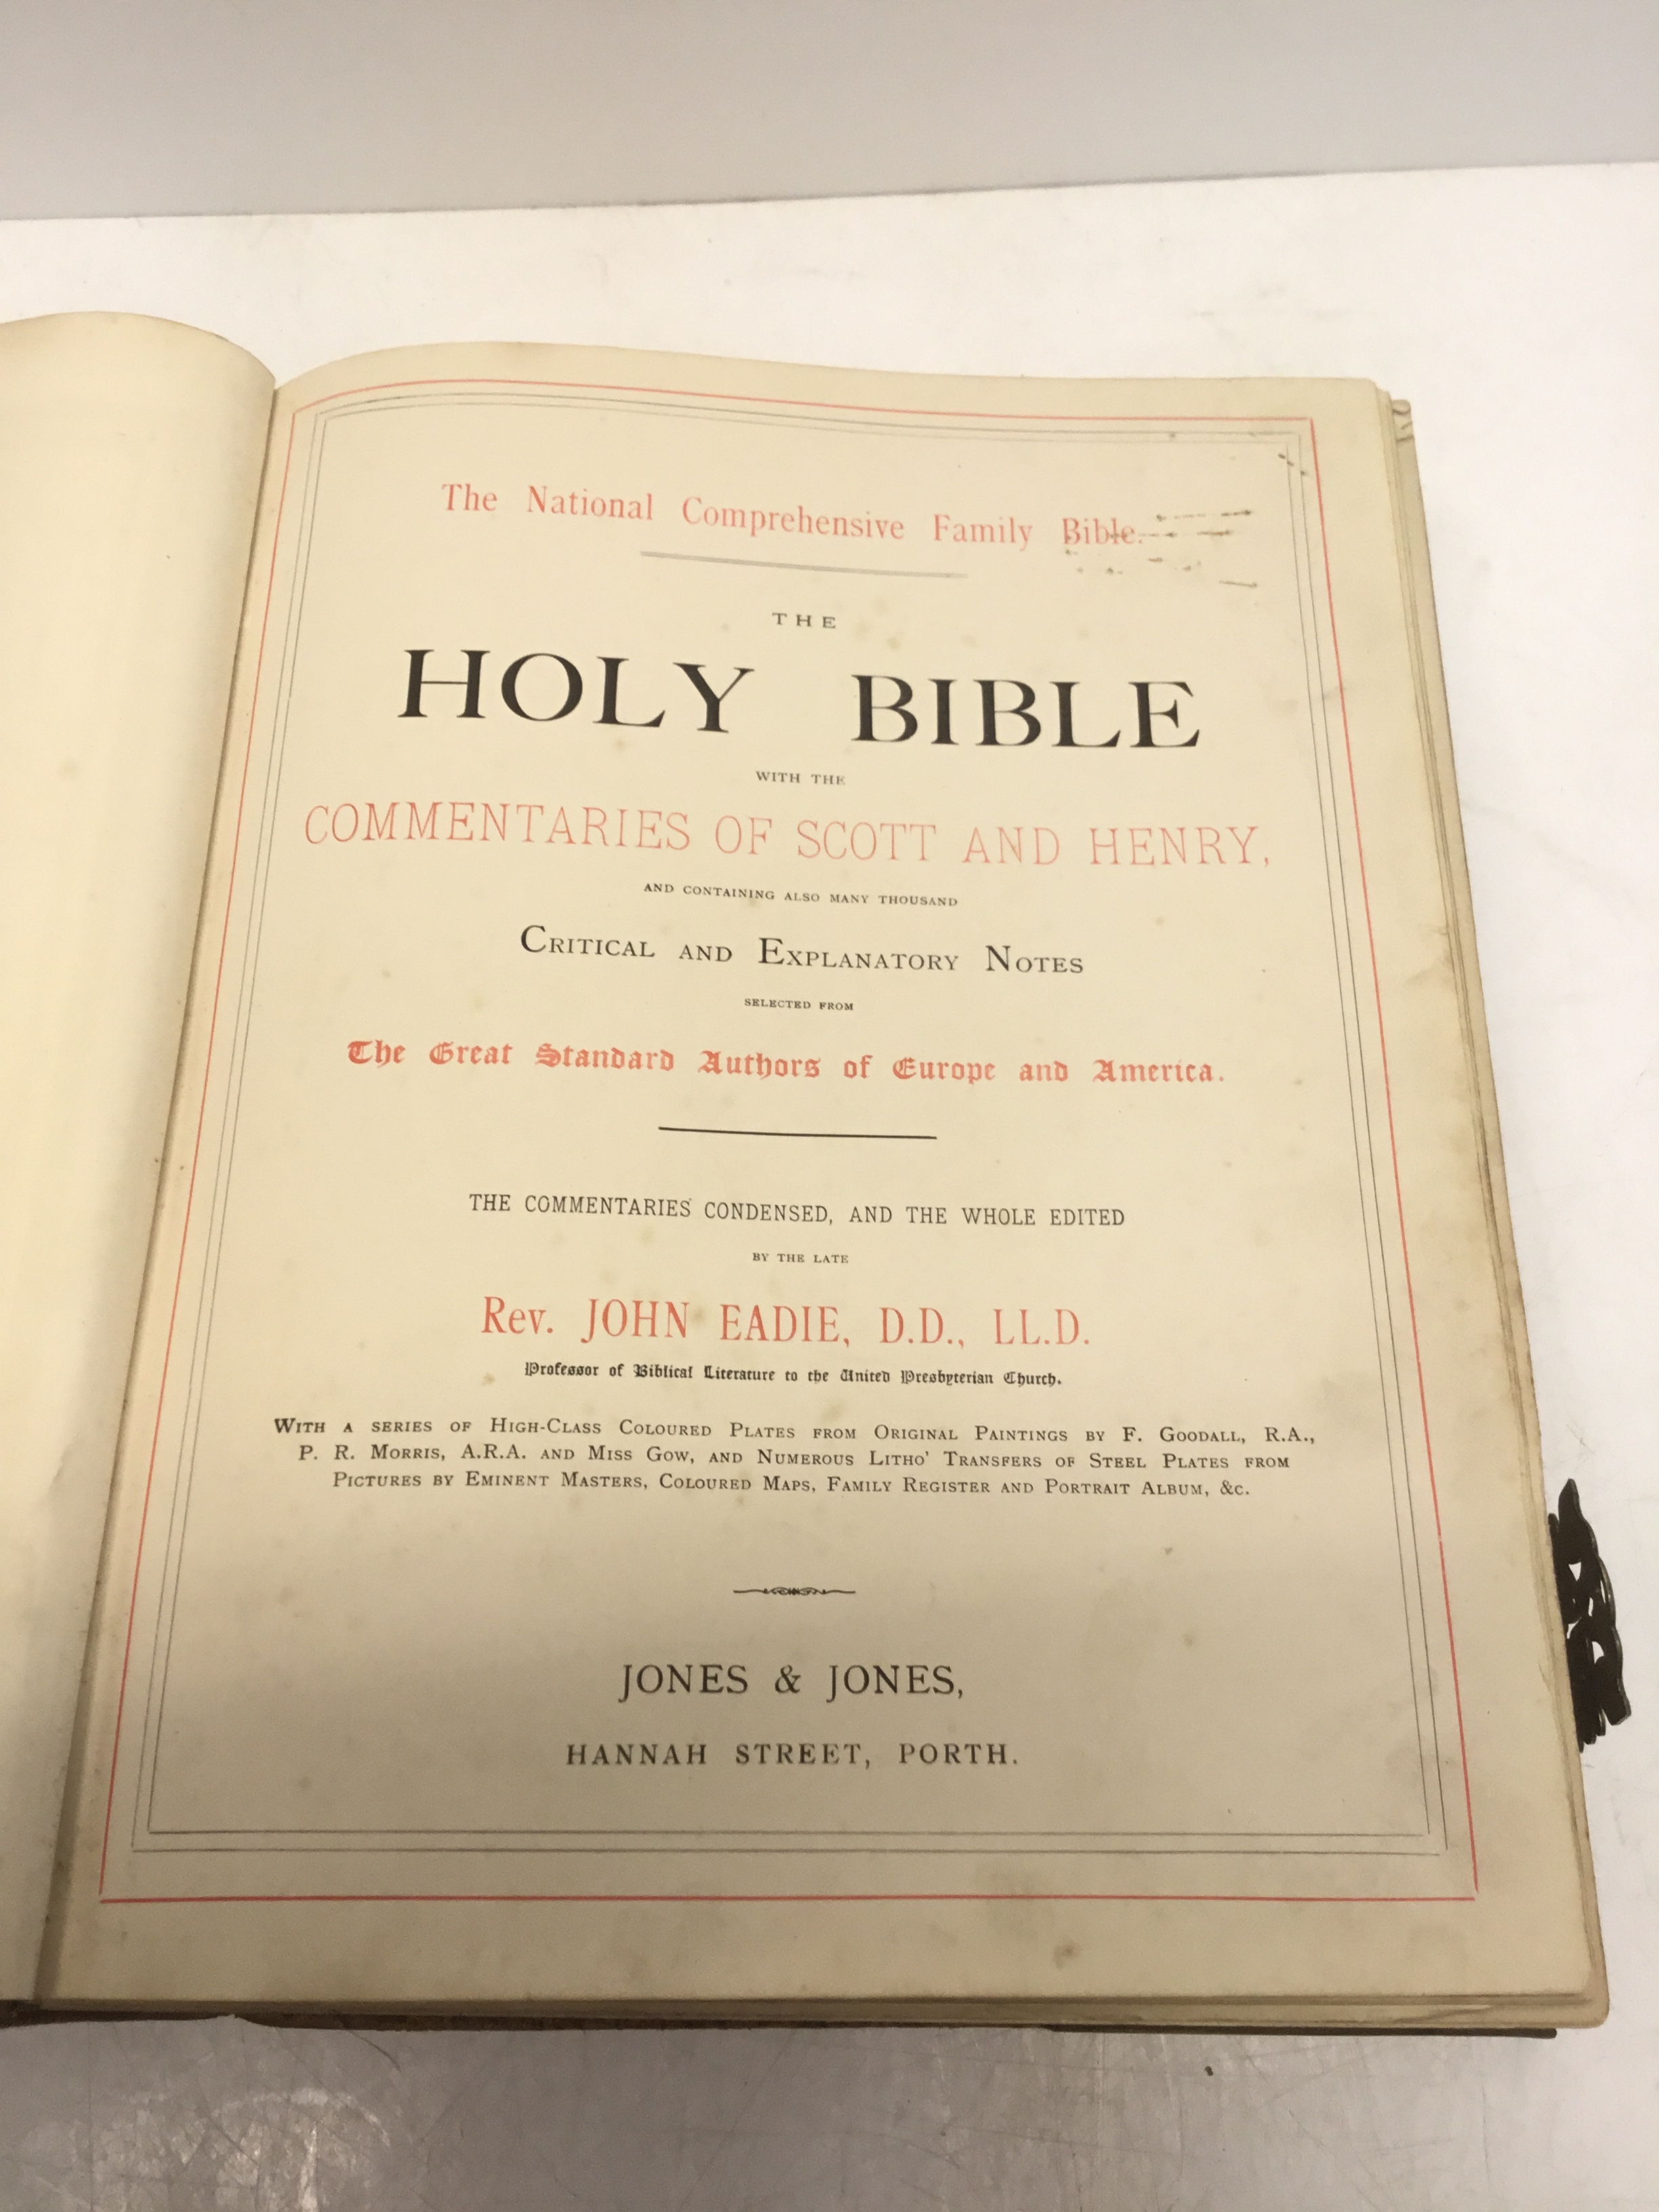 The National Comprehensive Family Bible.
THE
HOLY BIBLE
WITH THE
COMMENTARIES OF SCOTT AND HENRY,
AND CONTAINING ALSO MANY THOUSAND
CRITICAL AND EXPLANATORY NOTES
SELECTED FROM
The Great Standard Authors of Europe and America.
THE COMMENTARIES CONDENSED, AND THE WHOLE EDITED
BY THE LATE
Rev. JOHN EADIE, D.D., LL.D.
Professor of Biblical Literature to the United Presbyterian Church.
WITH A SERIES OF HIGH-CLASS COLOURED PLATES FROM ORIGINAL PAINTINGS BY F. GOODALL, R.A.,
P. R. MORRIS, A.R.A. AND MISS GOW, AND NUMEROUS LITHO' TRANSFERS OF STEEL PLATES FROM
PICTURES BY EMINENT MASTERS, COLOURED MAPS, FAMILY REGISTER AND PORTRAIT ALBUM, &C.
JONES & JONES,
HANNAH STREET, PORTH.